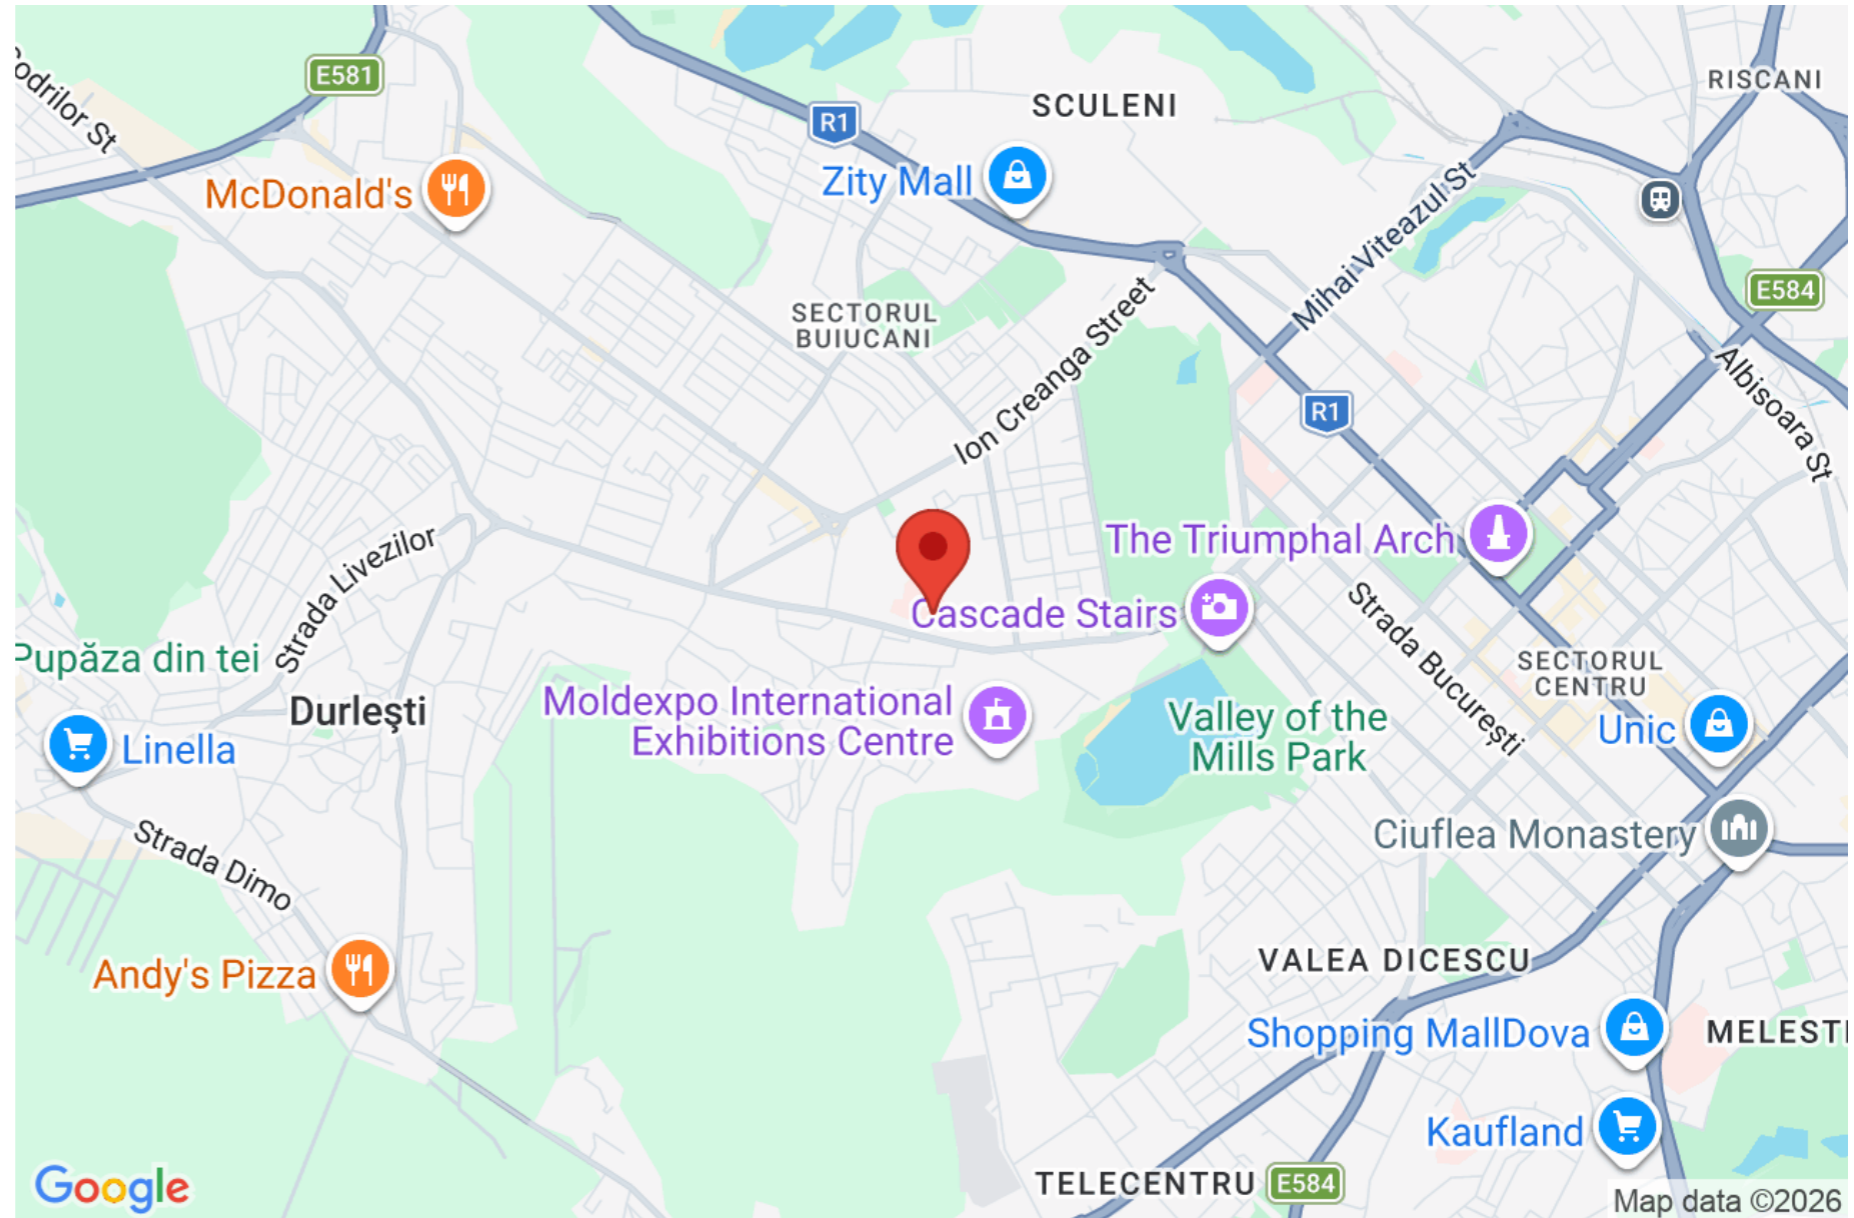 Codrilor St
E581
R1
SCULENI
RISCANI
McDonald's
Zity Mall
Mihai Viteazul St
E584
SECTORUL
BUIUCANI
Ion Creanga Street
R1
Albisoara St
The Triumphal Arch
Strada Livezilor
Cascade Stairs
Strada București
Pupăza din tei
SECTORUL
CENTRU
Durleşti
Moldexpo International
Exhibitions Centre
Valley of the
Mills Park
Unic
Linella
Strada Dimo
Ciuflea Monastery
Andy's Pizza
VALEA DICESCU
Shopping MallDova
MELESTI
Kaufland
TELECENTRU
E584
Google
Map data ©2026